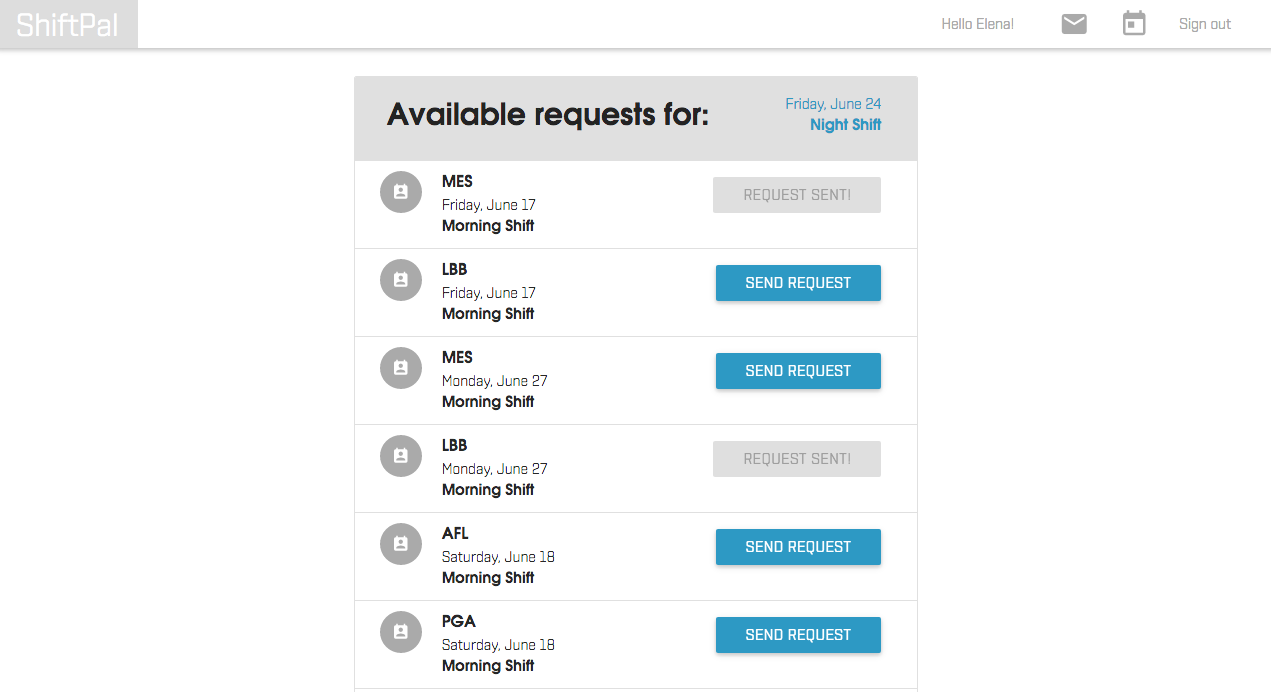 ShiftPal
Hello Elena!
Sign out
Available requests for:
Friday, June 24
Night Shift
MES
Friday, June 17
Morning Shift
REQUEST SENT!
LBB
Friday, June 17
Morning Shift
SEND REQUEST
MES
Monday, June 27
Morning Shift
SEND REQUEST
LBB
Monday, June 27
Morning Shift
REQUEST SENT!
AFL
Saturday, June 18
Morning Shift
SEND REQUEST
PGA
Saturday, June 18
Morning Shift
SEND REQUEST